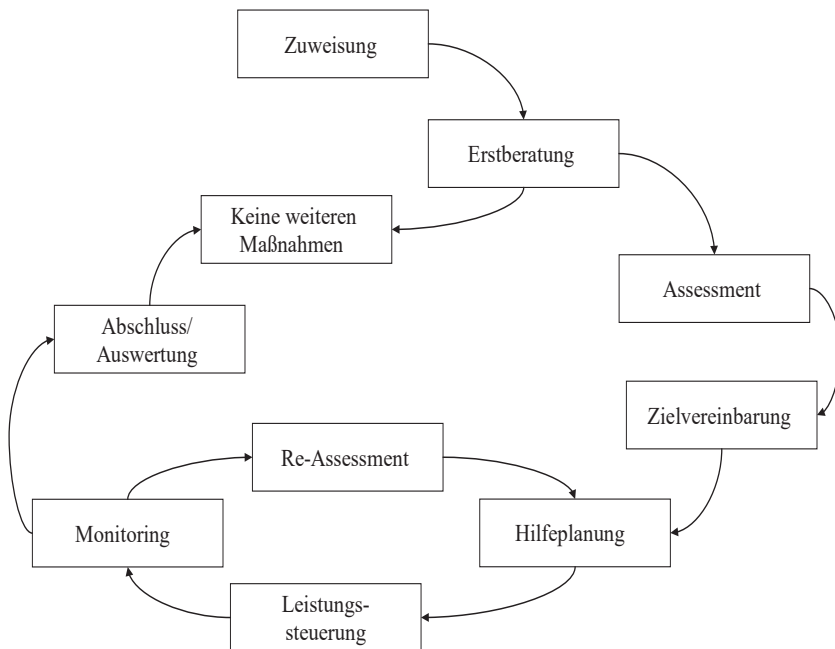 Zuweisung
Erstberatung
Keine weiteren
Maßnahmen
Assessment
Abschluss/
Auswertung
Zielvereinbarung
Re-Assessment
Monitoring
Hilfeplanung
Leistungs-
steuerung